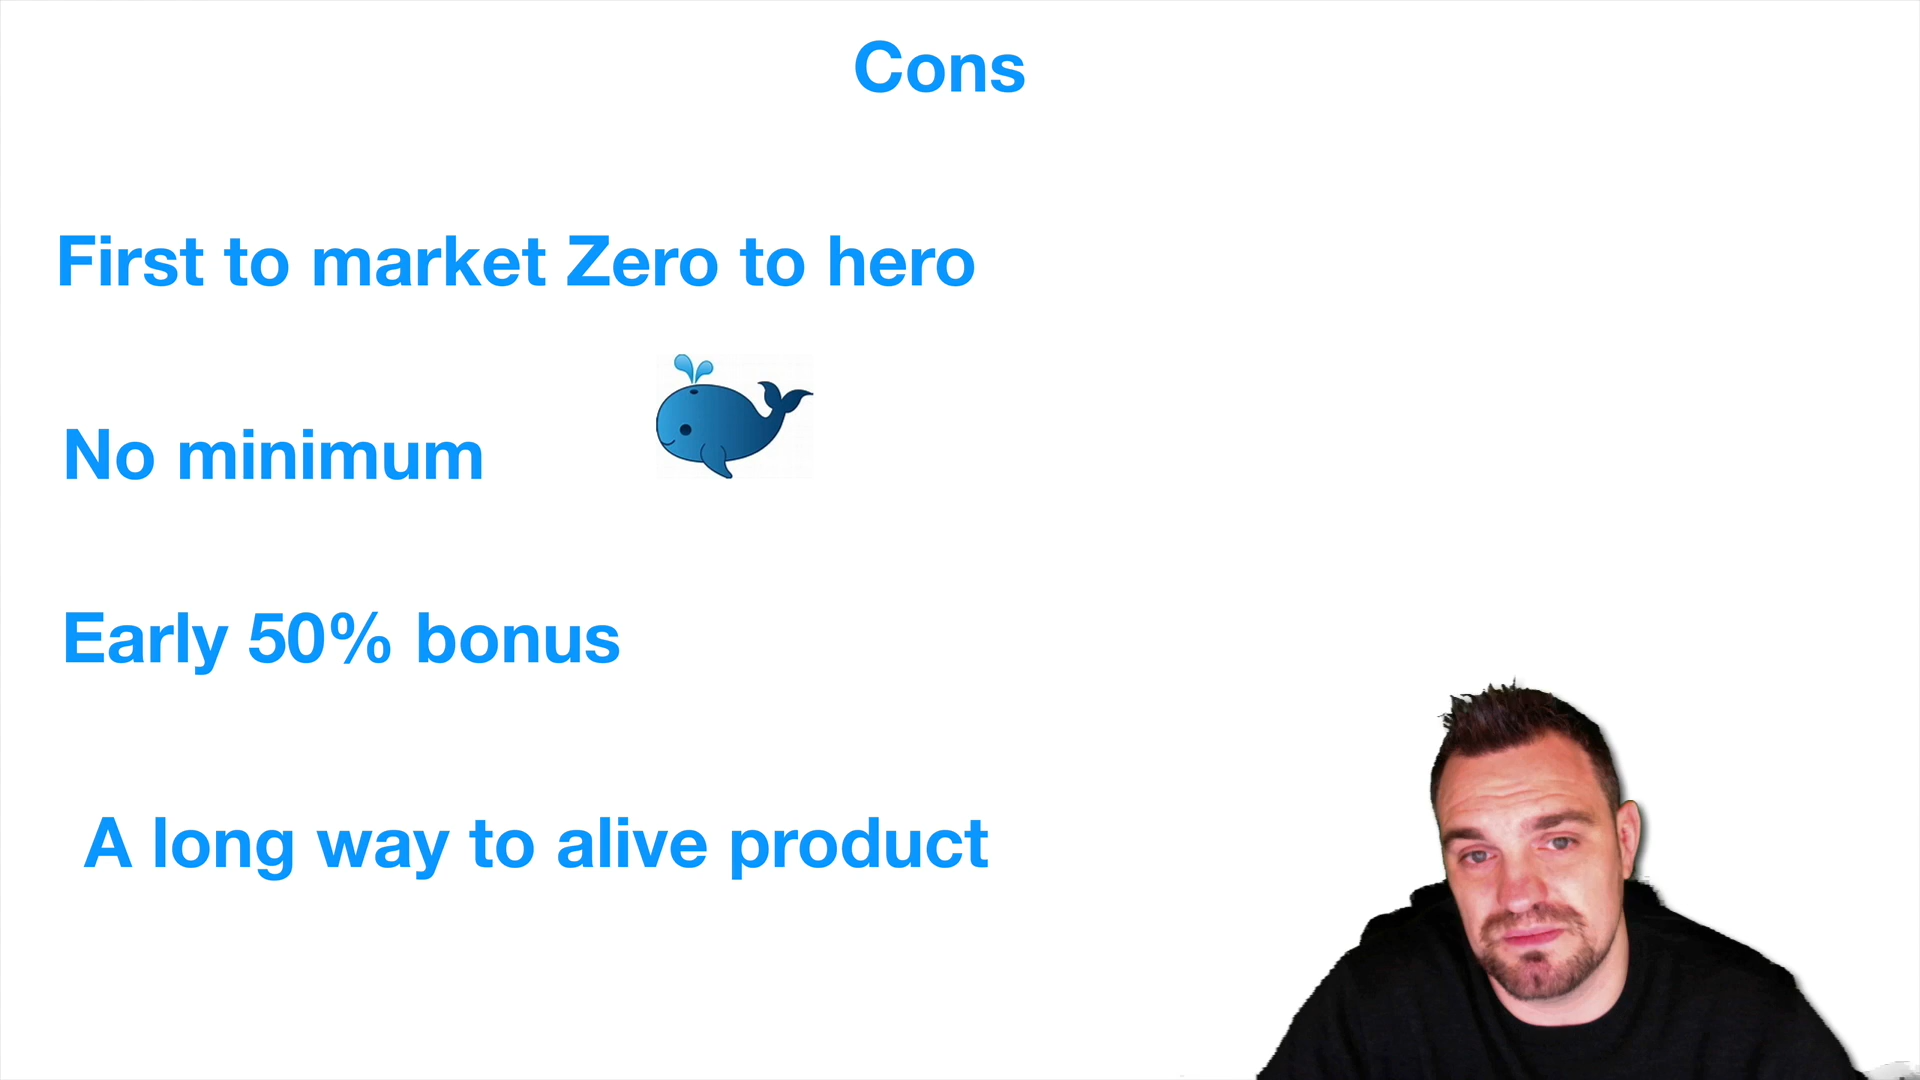 Cons
First to market Zero to hero
No minimum
Early 50% bonus
A long way to alive product